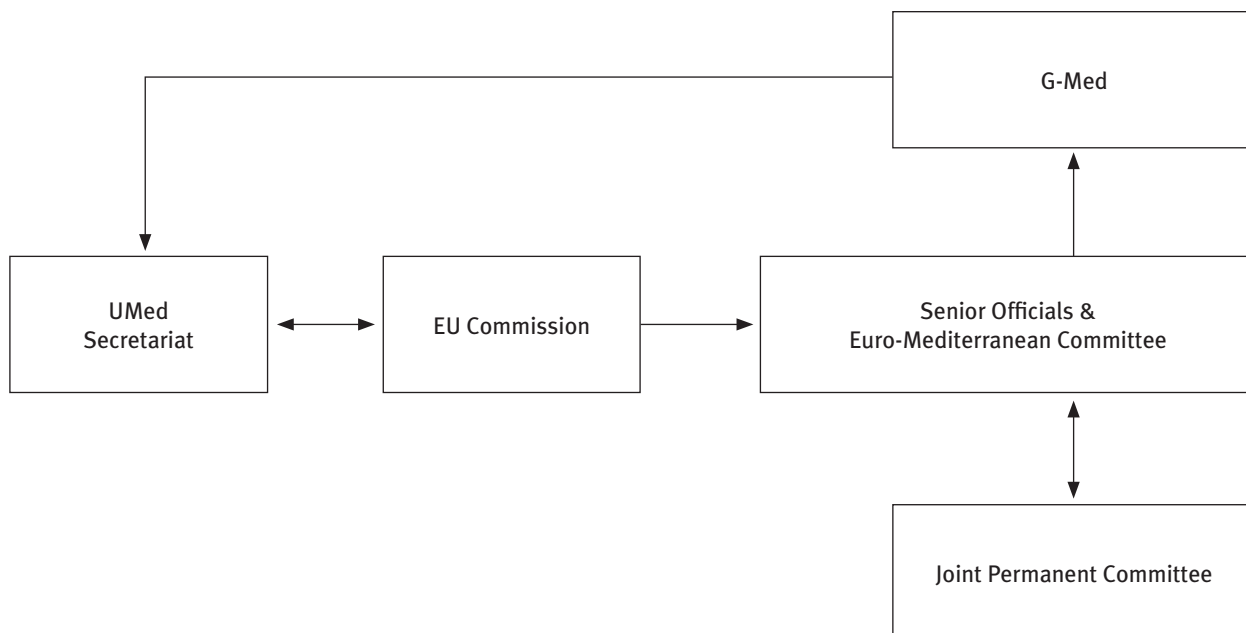 G-Med
UMed
Secretariat
EU Commission
Senior Officials &
Euro-Mediterranean Committee
Joint Permanent Committee